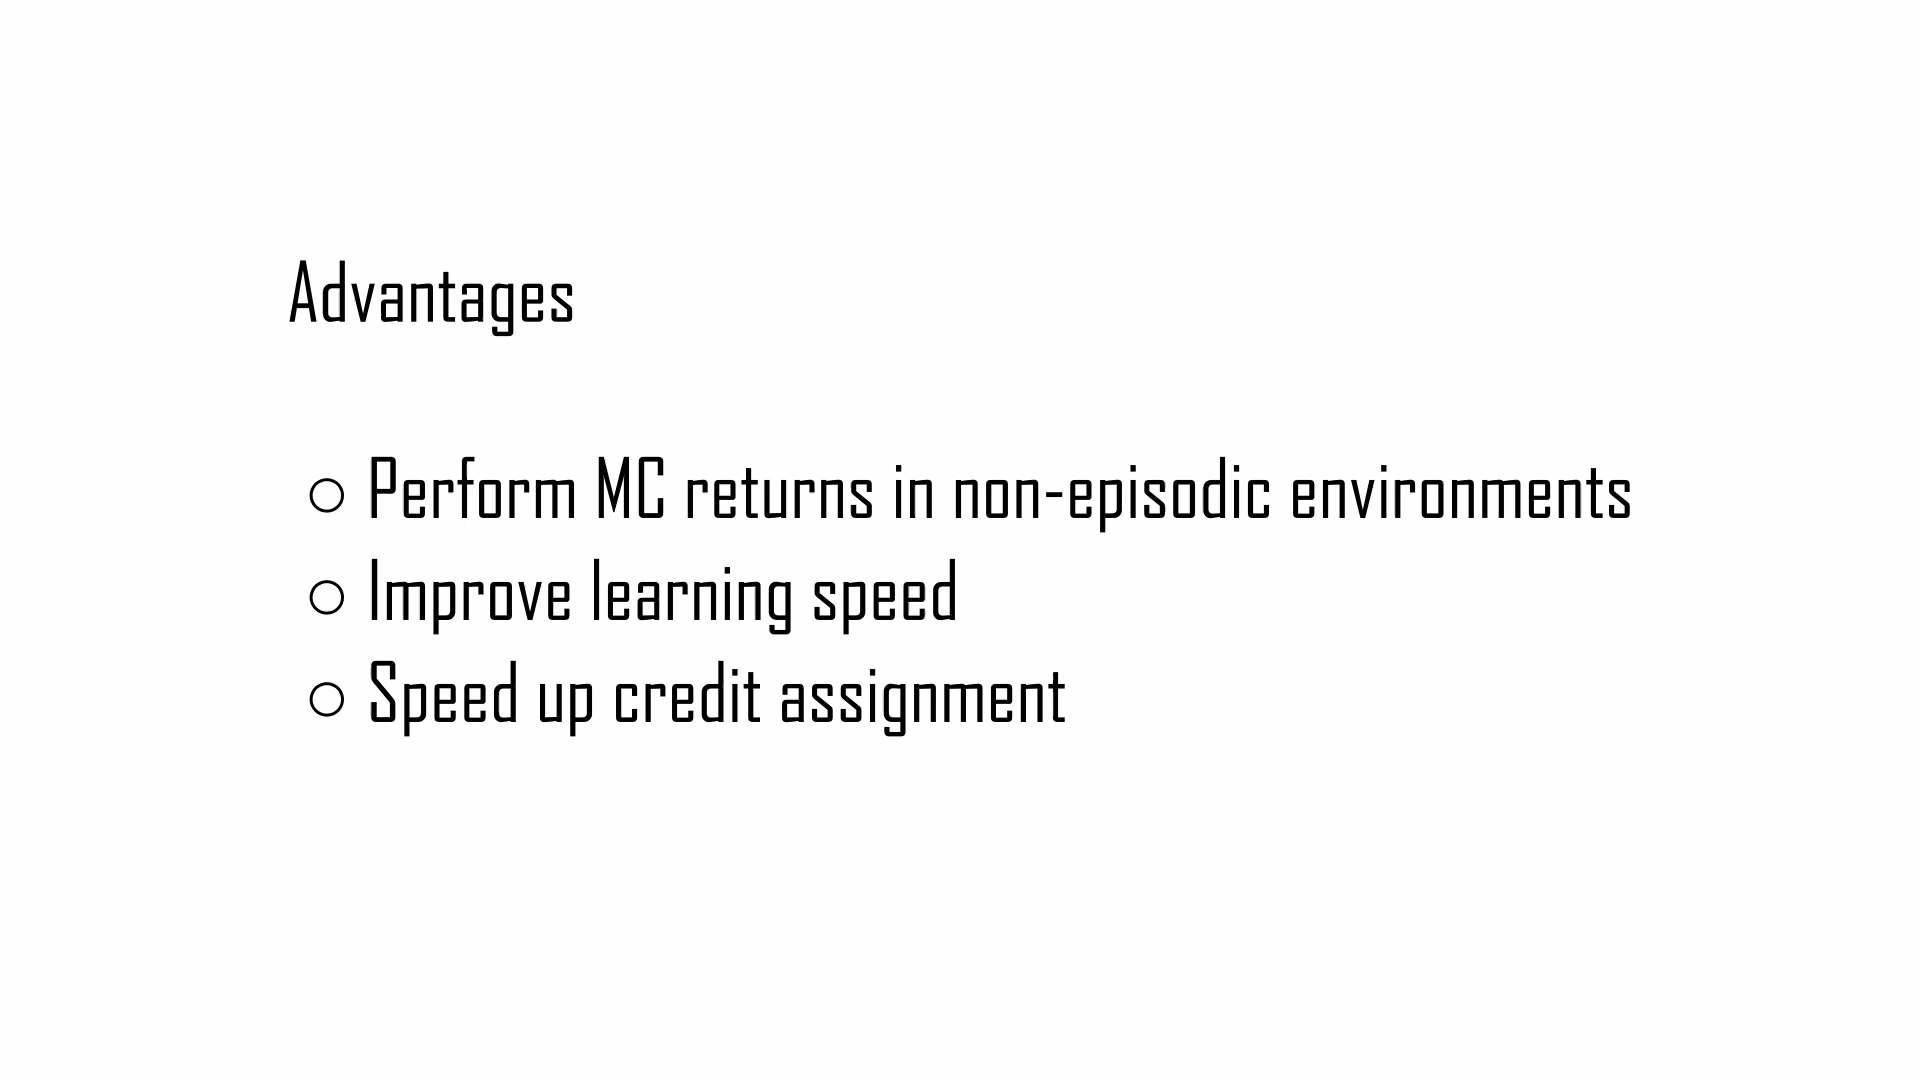 Advantages
○ Perform MC returns in non-episodic environments
○ Improve learning speed
○ Speed up credit assignment